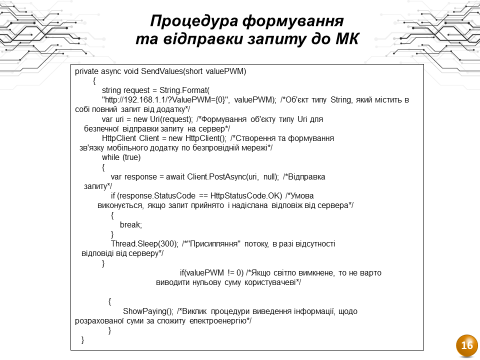 Процедура формування
та відправки запиту до МК
private async void SendValues(short valuePWM)
{
string request = String.Format(
"http://192.168.1.1/?ValuePWM={0}", valuePWM); /*Об'єкт типу String, який містить в
собі повний запит від додатку*/
var uri = new Uri(request); /*Формування об'єкту типу Uri для
безпечної відправки запиту на сервер*/
HttpClient Client = new HttpClient(); /*Створення та формування
зв'язку мобільного додатку по безпровідній мережі*/
while (true)
{
var response = await Client.PostAsync(uri, null); /*Відправка
запиту*/
if (response.StatusCode == HttpStatusCode.OK) /*Умова
виконується, якщо запит прийнято і надіслана відповіх від сервера*/
{
break;
}
Thread.Sleep(300); /*"Присипляння" потоку, в разі відсутності
відповіді від серверу*/
}
if(valuePWM != 0) /*Якщо світло вимкнене, то не варто
виводити нульову суму користувачеві*/
{
ShowPaying(); /*Виклик процедури виведення інформації, щодо
розрахованої суми за спожиту електроенергію*/
}
}
16